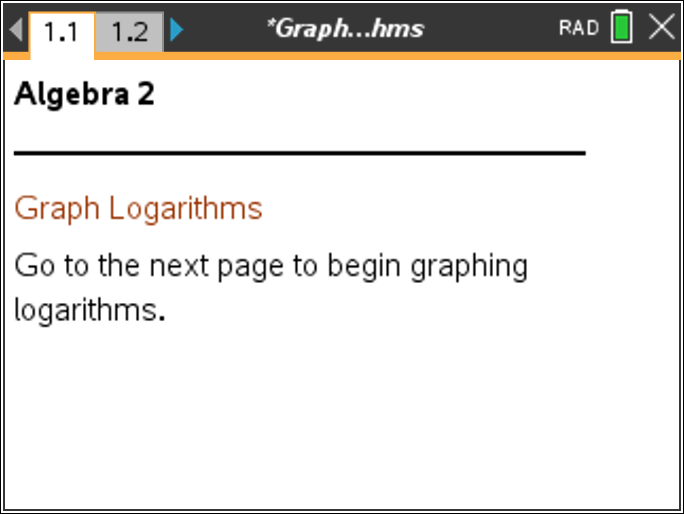 1.1 1.2 *Graph...hms RAD
Algebra 2
Graph Logarithms
Go to the next page to begin graphing
logarithms.